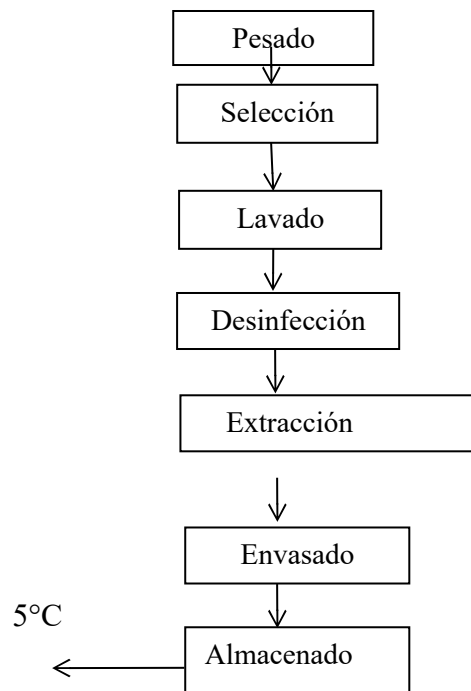 Pesado
Selección
Lavado
Desinfección
Extracción
Envasado
5°C
Almacenado